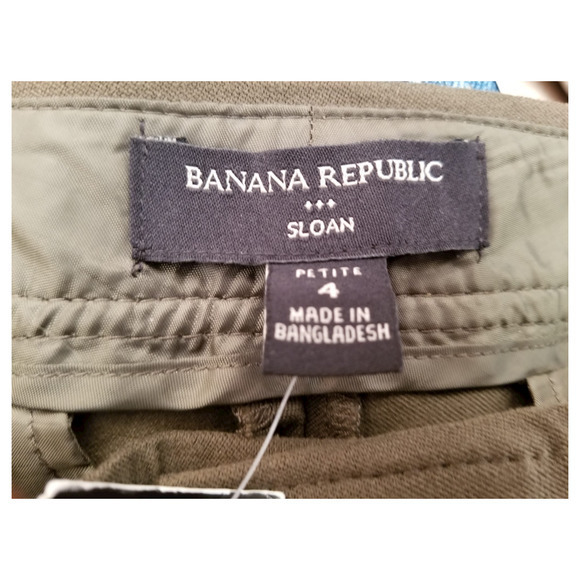 BANANA REPUBLIC
SLOAN
PETITE
4
MADE IN
BANGLADESH